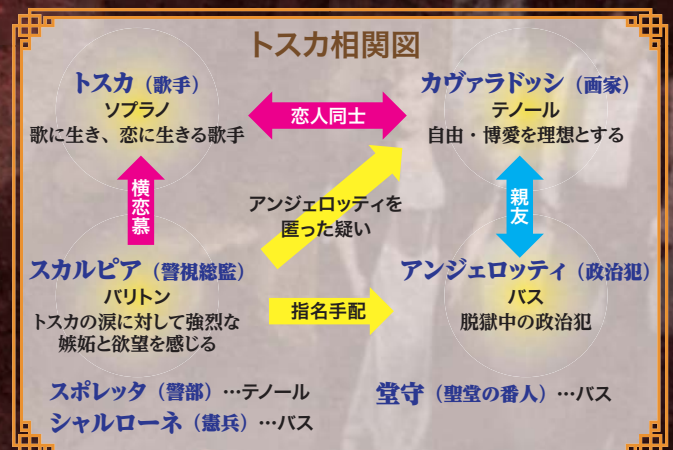 トスカ相関図
トスカ（歌手）
ソプラノ
歌に生き、恋に生きる歌手
恋人同士
カヴァラドッシ（画家）
テノール
自由・博愛を理想とする
横恋慕
アンジェロッティを
匿った疑い
親友
スカルピア（警視総監）
バリトン
トスカの涙に対して強烈な
嫉妬と欲望を感じる
指名手配
アンジェロッティ（政治犯）
バス
脱獄中の政治犯
スポレッタ（警部）…テノール
シャルローネ（憲兵）…バス
堂守（聖堂の番人）…バス